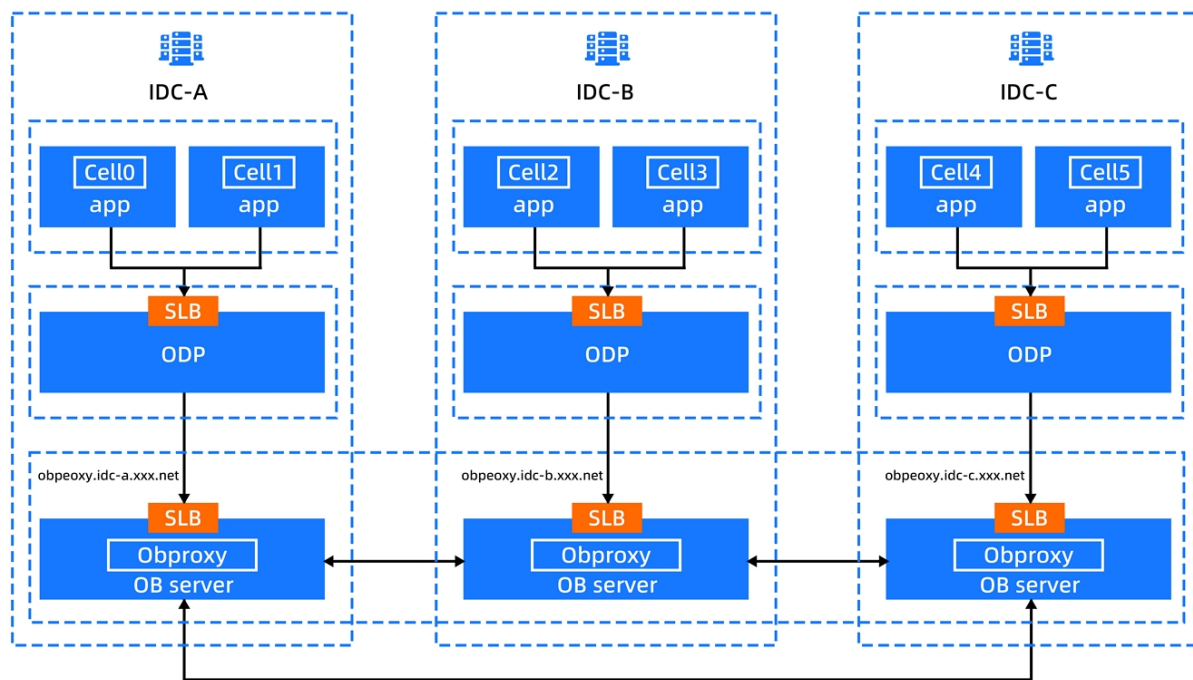 IDC-A
IDC-B
IDC-C
Cell0
app
Cell1
app
Cell2
app
Cell3
app
Cell4
app
Cell5
app
SLB
ODP
SLB
ODP
SLB
ODP
obpeoxy.idc-a.xxx.net
obpeoxy.idc-b.xxx.net
obpeoxy.idc-c.xxx.net
SLB
Obproxy
OB server
SLB
Obproxy
OB server
SLB
Obproxy
OB server